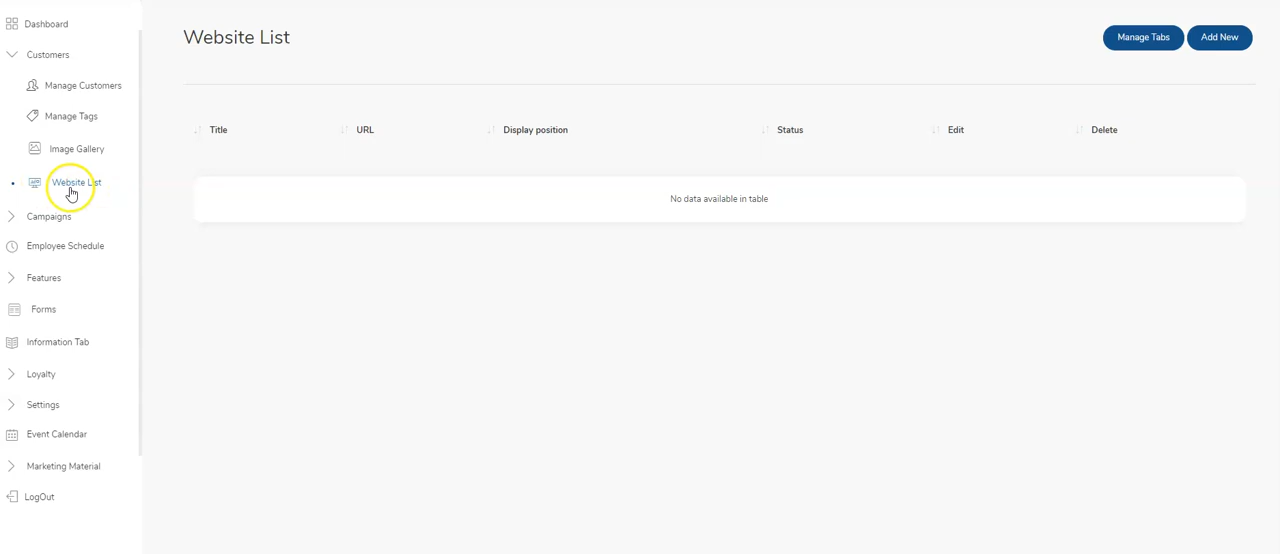 Dashboard
Customers
Manage Customers
Manage Tags
Image Gallery
Website List
Campaigns
Employee Schedule
Features
Forms
Information Tab
Loyalty
Settings
Event Calendar
Marketing Material
LogOut
Website List
Manage Tabs Add New
Title URL Display position Status Edit Delete
No data available in table